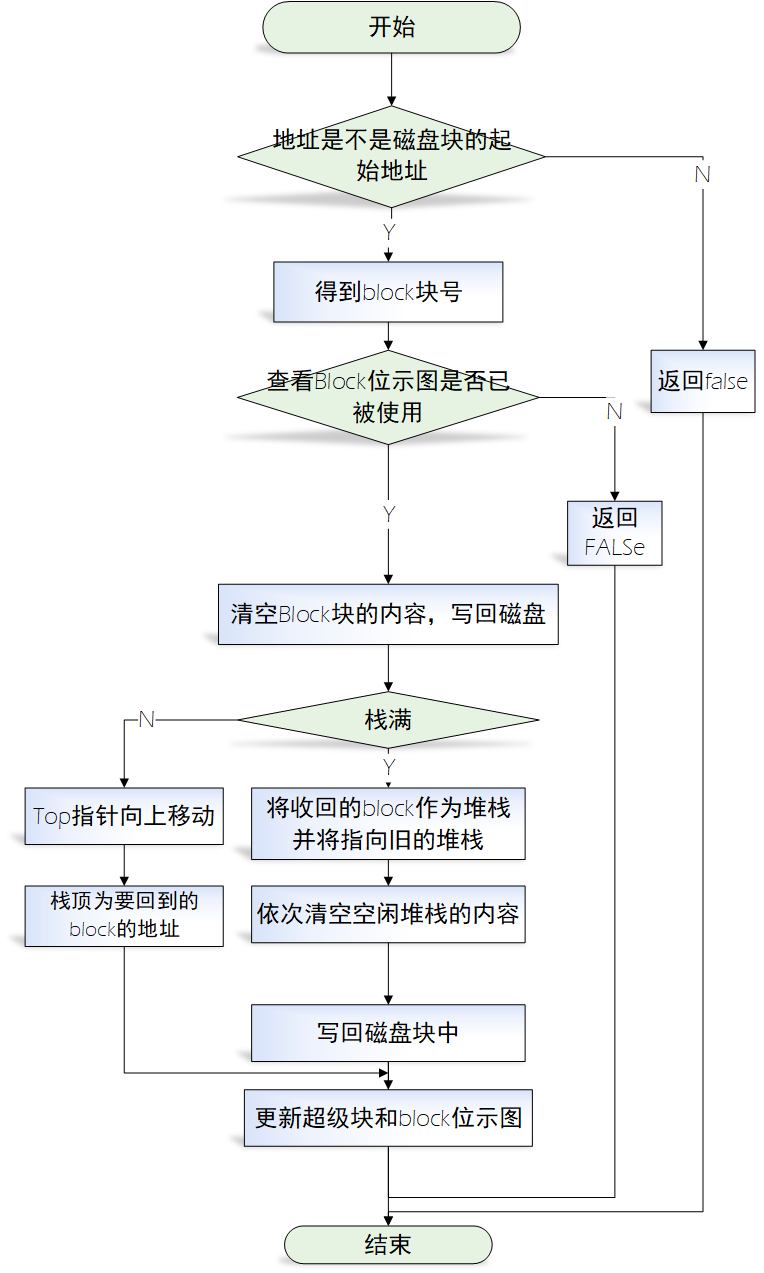 开始
地址是不是磁盘块的起
始地址
N
Y
得到block块号
查看Block位示图是否已
被使用
返回false
N
Y
返回
FALSe
清空Block块的内容，写回磁盘
栈满
N
Y
Top指针向上移动
将收回的block作为堆栈
并将指向旧的堆栈
栈顶为要回到的
block的地址
依次清空空闲堆栈的内容
写回磁盘块中
更新超级块和block位示图
结束